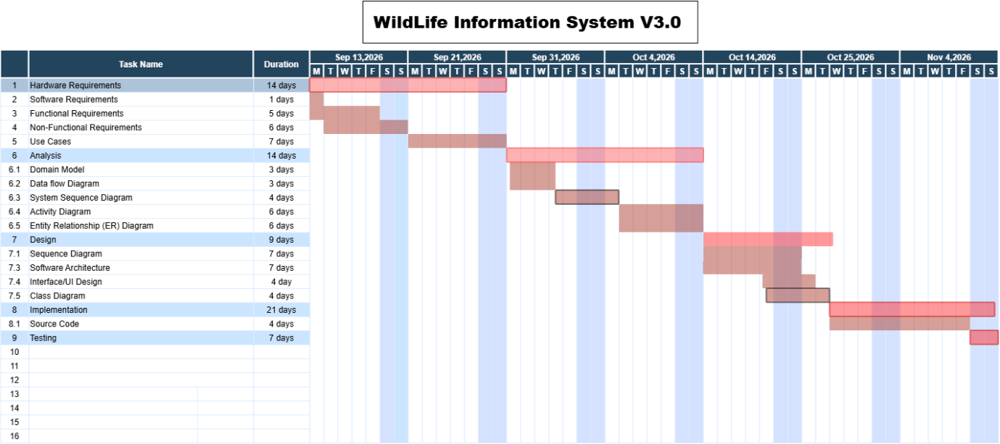 WildLife Information System V3.0
Task Name Duration Sep 13,2026 Sep 21,2026 Sep 31,2026 Oct 4,2026 Oct 14,2026 Oct 25,2026 Nov 4,2026
M T W T F S S M T W T F S S M T W T F S S M T W T F S S M T W T F S S M T W T F S S M T W T F S S
1 Hardware Requirements 14 days
2 Software Requirements 1 days
3 Functional Requirements 5 days
4 Non-Functional Requirements 6 days
5 Use Cases 7 days
6 Analysis 14 days
6.1 Domain Model 3 days
6.2 Data flow Diagram 3 days
6.3 System Sequence Diagram 4 days
6.4 Activity Diagram 6 days
6.5 Entity Relationship (ER) Diagram 6 days
7 Design 9 days
7.1 Sequence Diagram 7 days
7.3 Software Architecture 7 days
7.4 Interface/UI Design 4 day
7.5 Class Diagram 4 days
8 Implementation 21 days
8.1 Source Code 4 days
9 Testing 7 days
10
11
12
13
14
15
16